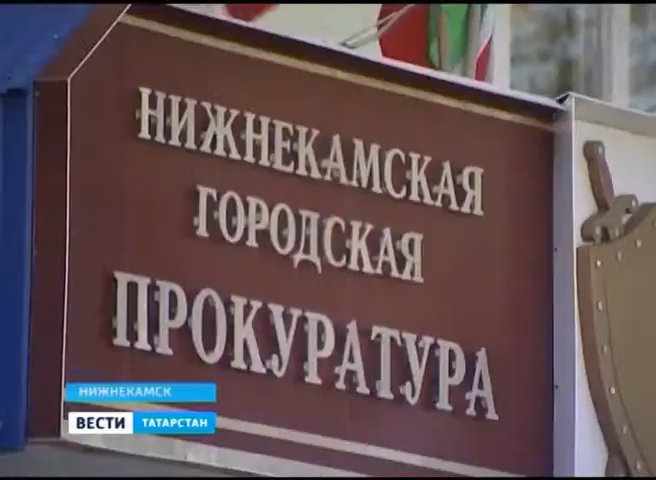 НИЖНЕКАМСКАЯ
ГОРОДСКАЯ
ПРОКУРАТУРА
НИЖНЕКАМСК
ВЕСТИ ТАТАРСТАН